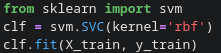 from sklearn import svm
clf = svm.SVC(kernel='rbf')
clf.fit(X_train, y_train)